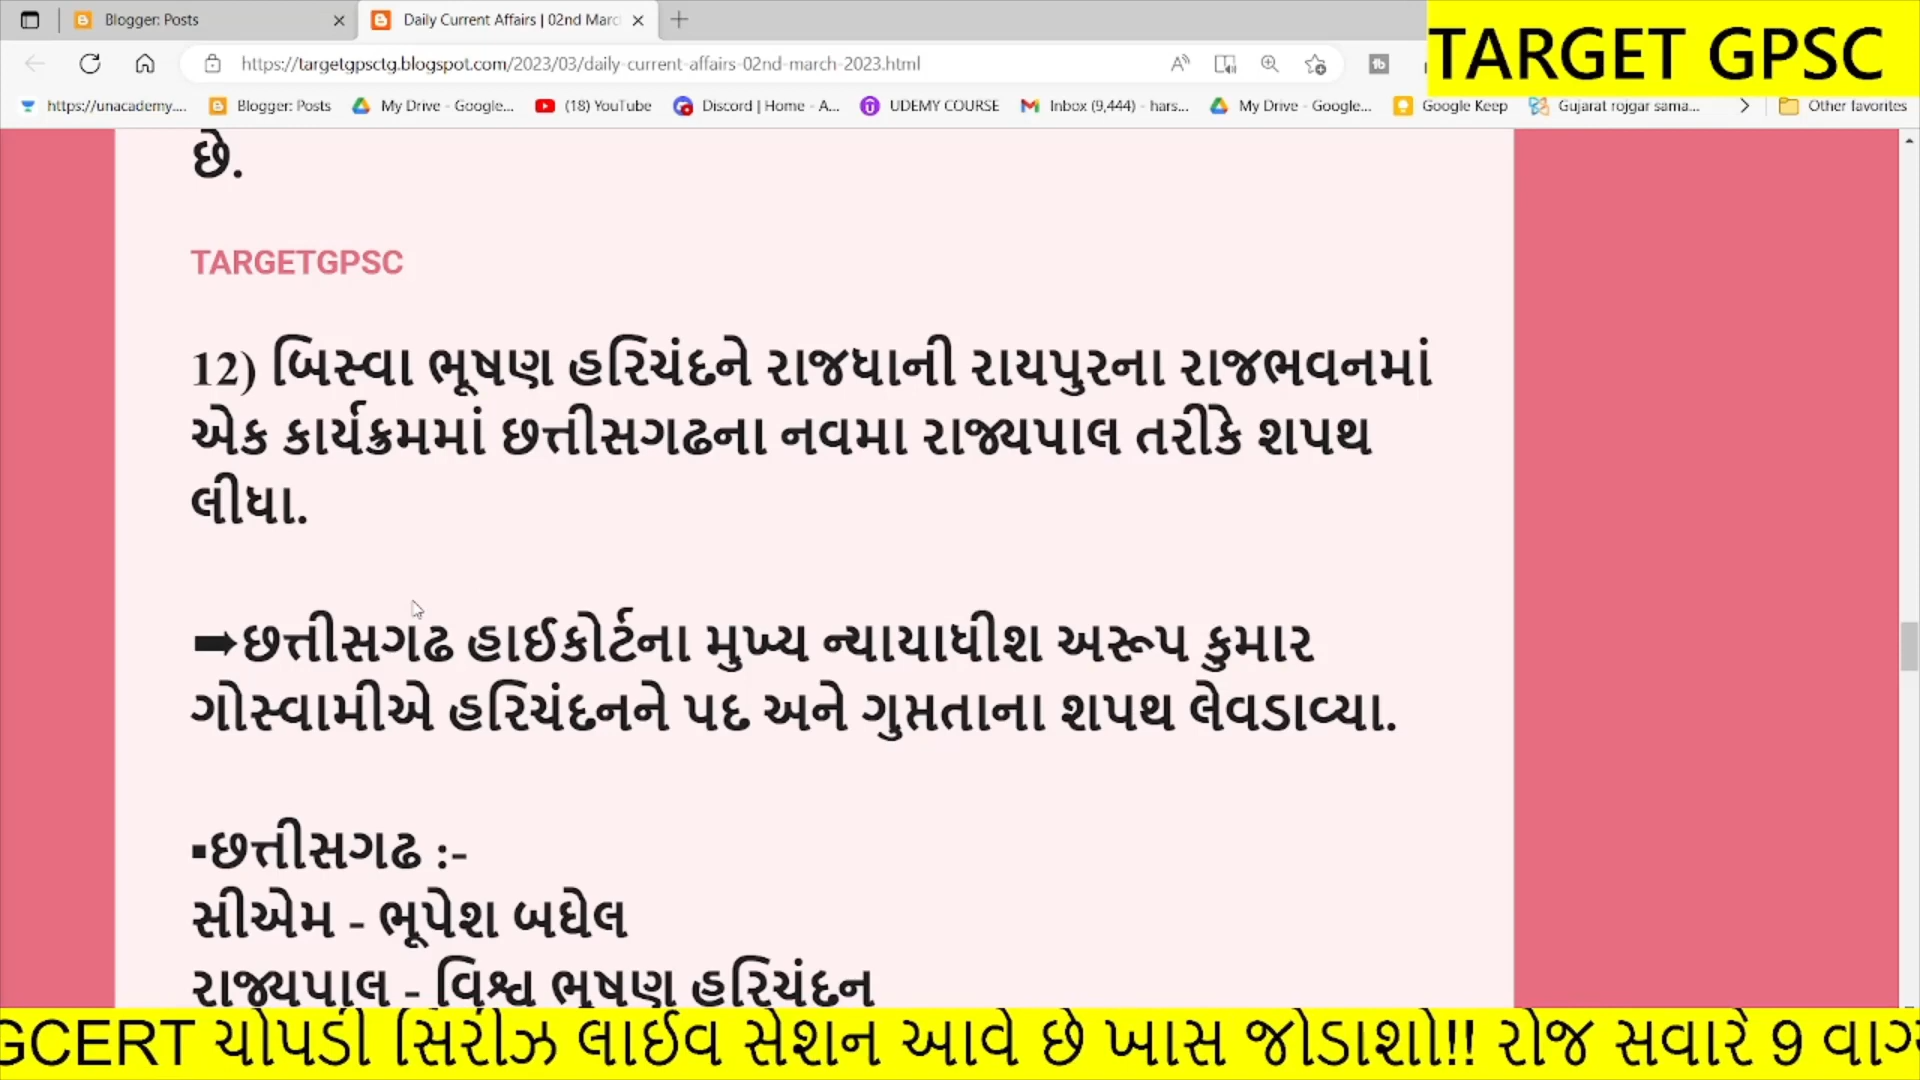 Blogger: Posts
Daily Current Affairs | 02nd Marc
TARGET GPSC
https://targetgpsctg.blogspot.com/2023/03/daily-current-affairs-02nd-march-2023.html
https://unacademy....
Blogger: Posts
My Drive - Google...
(18) YouTube
Discord | Home - A...
UDEMY COURSE
Inbox (9,444) - hars...
My Drive - Google...
Google Keep
Gujarat rojgar sama...
Other favorites
છે.
TARGETGPSC
12) બિસ્વા ભૂષણ હરિચંદને રાજધાની રાયપુરના રાજભવનમાં
એક કાર્યક્રમમાં છત્તીસગઢના નવમા રાજ્યપાલ તરીકે શપથ
લીધા.
➡છત્તીસગઢ હાઈકોર્ટના મુખ્ય ન્યાયાધીશ અરૂપ કુમાર
ગોસ્વામીએ હરિચંદનને પદ અને ગુપ્તતાના શપથ લેવડાવ્યા.
▪છત્તીસગઢ :-
સીએમ - ભૂપેશ બઘેલ
રાજ્યપાલ - વિશ્વ ભૂષણ હરિચંદન
GCERT ચોપડી સિરીઝ લાઈવ સેશન આવે છે ખાસ જોડાશો!! રોજ સવારે 9